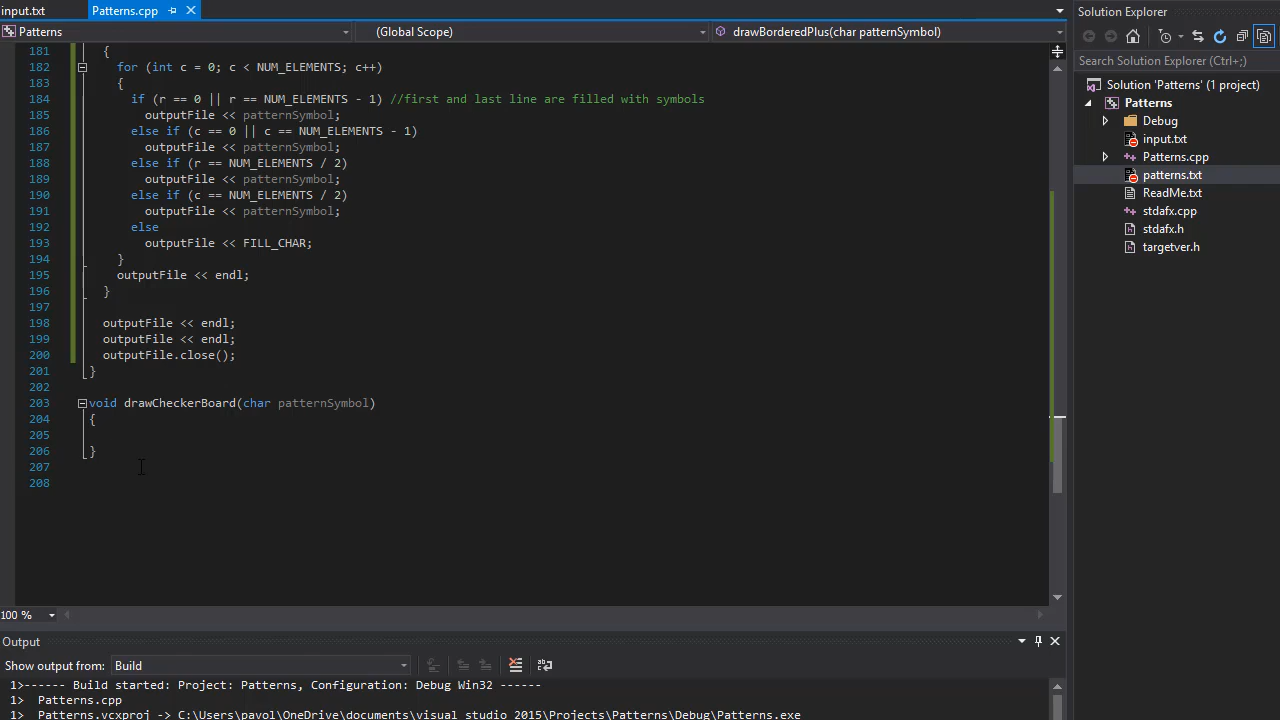 input.txt
Patterns.cpp
Patterns
(Global Scope)
drawBorderedPlus(char patternSymbol)
181 {
182 for (int c = 0; c < NUM_ELEMENTS; c++)
183 {
184 if (r == 0 || r == NUM_ELEMENTS - 1) //first and last line are filled with symbols
185 outputFile << patternSymbol;
186 else if (c == 0 || c == NUM_ELEMENTS - 1)
187 outputFile << patternSymbol;
188 else if (r == NUM_ELEMENTS / 2)
189 outputFile << patternSymbol;
190 else if (c == NUM_ELEMENTS / 2)
191 outputFile << patternSymbol;
192 else
193 outputFile << FILL_CHAR;
194 }
195 outputFile << endl;
196 }
197
198 outputFile << endl;
199 outputFile << endl;
200 outputFile.close();
201 }
202
203 void drawCheckerBoard(char patternSymbol)
204 {
205
206 }
207
208
100 %
Output
Show output from: Build
1>------ Build started: Project: Patterns, Configuration: Debug Win32 ------
1> Patterns.cpp
1> Patterns.vcxproj -> C:\Users\pavol\OneDrive\documents\visual studio 2015\Projects\Patterns\Debug\Patterns.exe
Solution Explorer
Search Solution Explorer (Ctrl+;)
Solution 'Patterns' (1 project)
Patterns
Debug
input.txt
Patterns.cpp
patterns.txt
ReadMe.txt
stdafx.cpp
stdafx.h
targetver.h